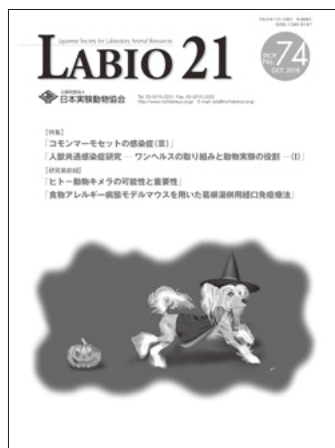 Japanese Society for Laboratory Animal Resources
LABIO 21
No.74
OCT. 2018
公益社団法人
日本実験動物協会
【特集】
「コモンマーモセットの感染症(Ⅲ)」
「人獣共通感染症研究 ― ワンヘルスの取り組みと動物実験の役割 ―(Ⅰ)」
【研究最前線】
「ヒト－動物キメラの可能性と重要性」
「食物アレルギー病態モデルマウスを用いた葛根湯併用経口免疫療法」